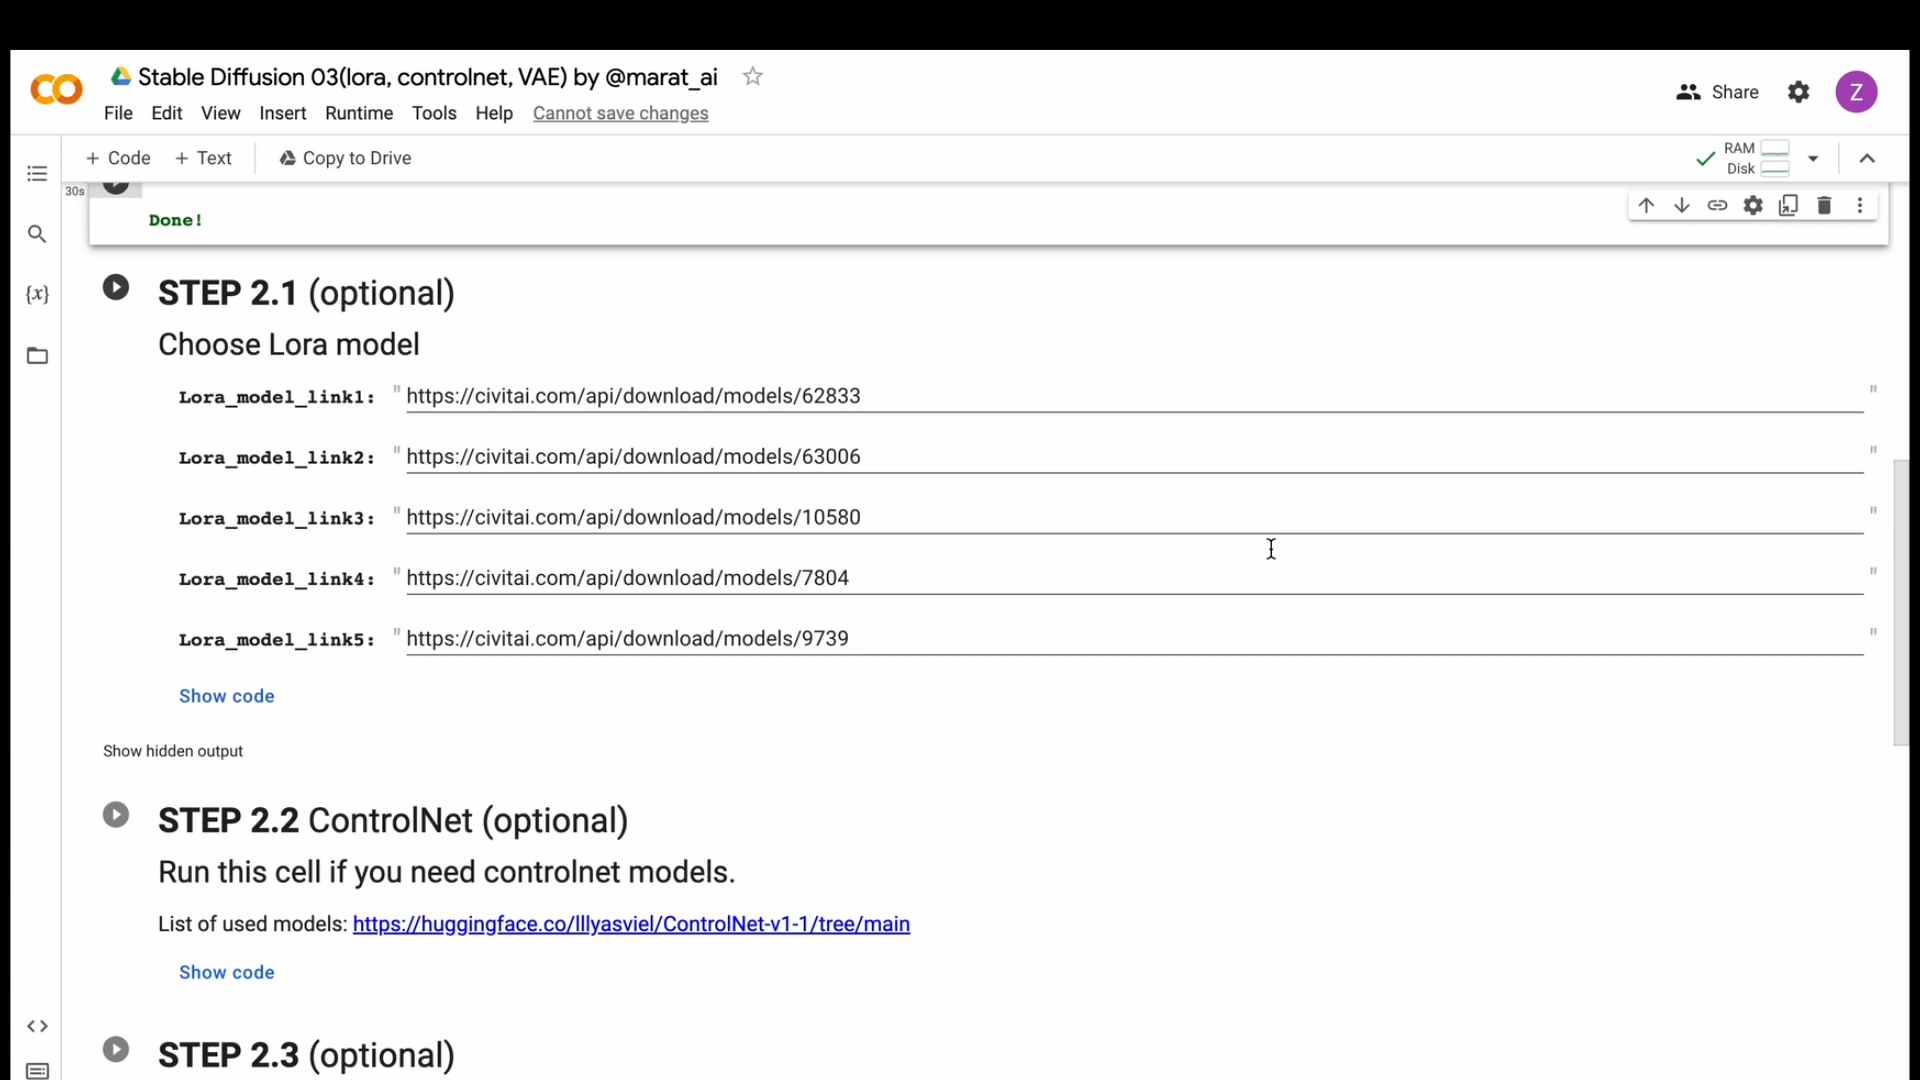 Stable Diffusion 03(lora, controlnet, VAE) by @marat_ai
File Edit View Insert Runtime Tools Help Cannot save changes
Share
Z
+ Code + Text Copy to Drive
RAM
Disk
30s
Done!
STEP 2.1 (optional)
Choose Lora model
Lora_model_link1: " https://civitai.com/api/download/models/62833 "
Lora_model_link2: " https://civitai.com/api/download/models/63006 "
Lora_model_link3: " https://civitai.com/api/download/models/10580 "
Lora_model_link4: " https://civitai.com/api/download/models/7804 "
Lora_model_link5: " https://civitai.com/api/download/models/9739 "
Show code
Show hidden output
STEP 2.2 ControlNet (optional)
Run this cell if you need controlnet models.
List of used models: https://huggingface.co/lllyasviel/ControlNet-v1-1/tree/main
Show code
STEP 2.3 (optional)